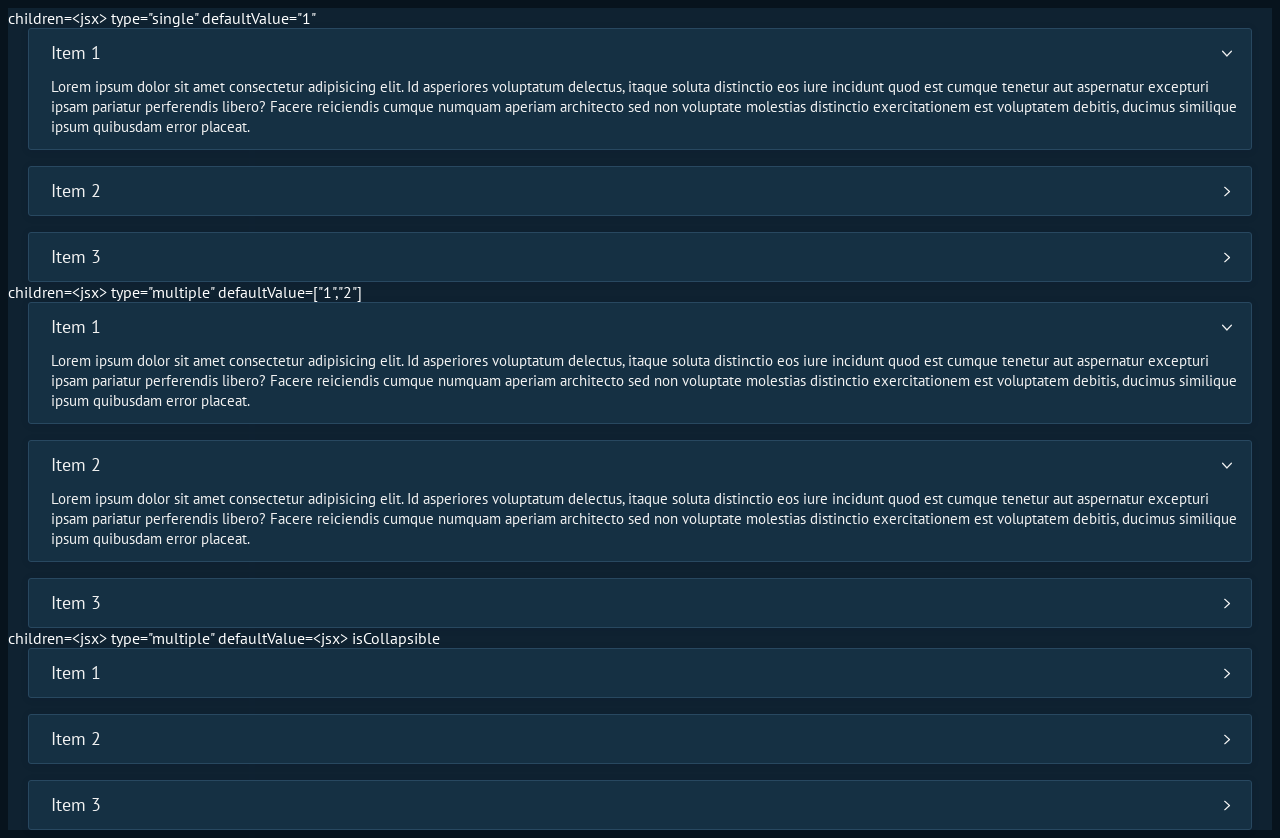 children=<jsx> type="single" defaultValue="1"
Item 1
Lorem ipsum dolor sit amet consectetur adipisicing elit. Id asperiores voluptatum delectus, itaque soluta distinctio eos iure incidunt quod est cumque tenetur aut aspernatur excepturi
ipsam pariatur perferendis libero? Facere reiciendis cumque numquam aperiam architecto sed non voluptate molestias distinctio exercitationem est voluptatem debitis, ducimus similique
ipsum quibusdam error placeat.
Item 2
Item 3
children=<jsx> type="multiple" defaultValue=["1","2"]
Item 1
Lorem ipsum dolor sit amet consectetur adipisicing elit. Id asperiores voluptatum delectus, itaque soluta distinctio eos iure incidunt quod est cumque tenetur aut aspernatur excepturi
ipsam pariatur perferendis libero? Facere reiciendis cumque numquam aperiam architecto sed non voluptate molestias distinctio exercitationem est voluptatem debitis, ducimus similique
ipsum quibusdam error placeat.
Item 2
Lorem ipsum dolor sit amet consectetur adipisicing elit. Id asperiores voluptatum delectus, itaque soluta distinctio eos iure incidunt quod est cumque tenetur aut aspernatur excepturi
ipsam pariatur perferendis libero? Facere reiciendis cumque numquam aperiam architecto sed non voluptate molestias distinctio exercitationem est voluptatem debitis, ducimus similique
ipsum quibusdam error placeat.
Item 3
children=<jsx> type="multiple" defaultValue=<jsx> isCollapsible
Item 1
Item 2
Item 3